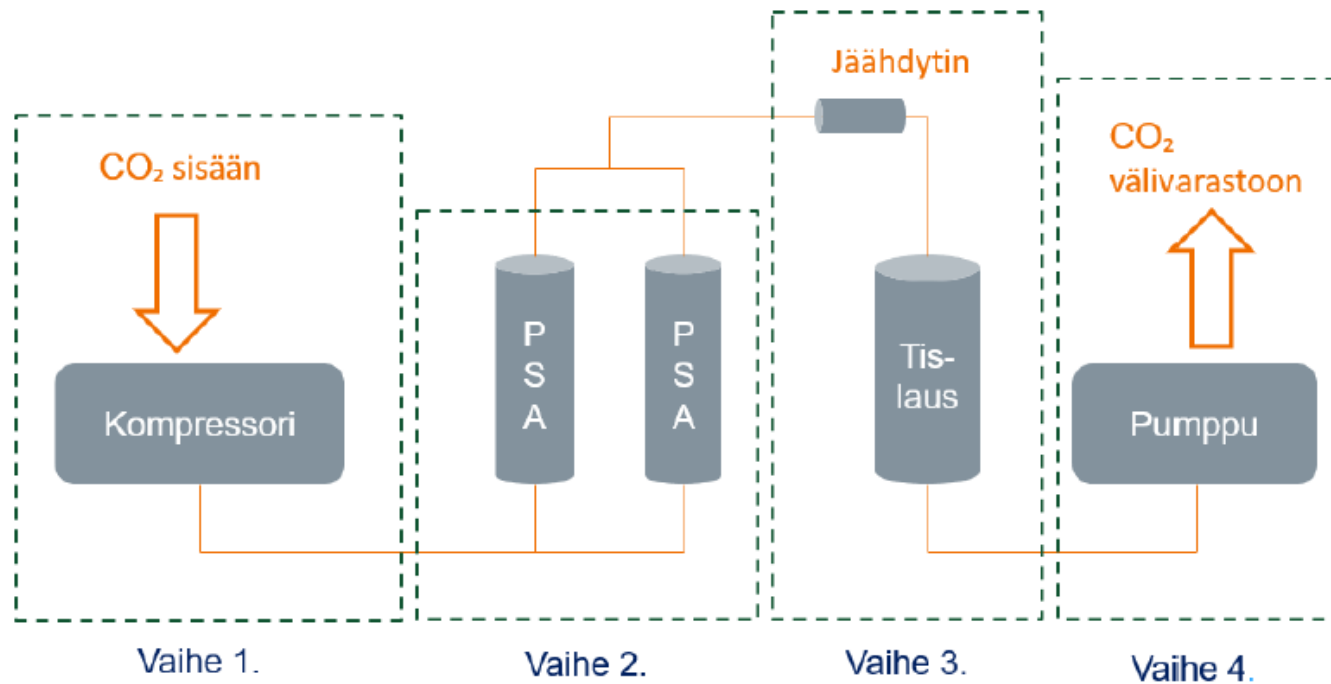 CO₂ sisään
Kompressori
Vaihe 1.
P
S
A
P
S
A
Vaihe 2.
Jäähdytin
Tis-
laus
Vaihe 3.
CO₂
välivarastoon
Pumppu
Vaihe 4.